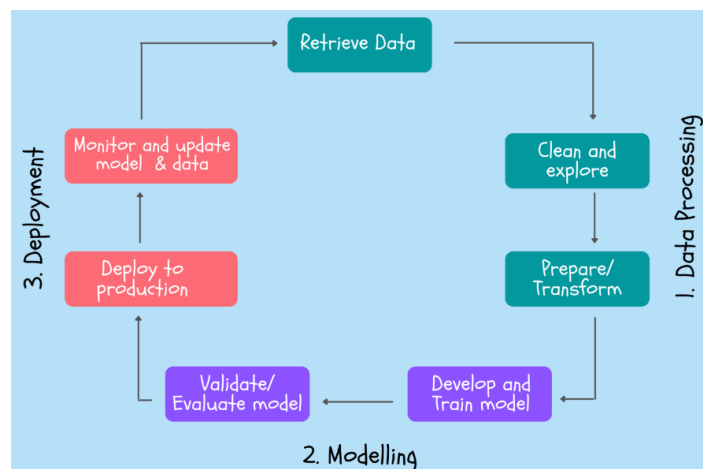 Retrieve Data
Clean and
explore
Prepare/
Transform
1. Data Processing
Develop and
Train model
Validate/
Evaluate model
2. Modelling
Deploy to
production
Monitor and update
model & data
3. Deployment